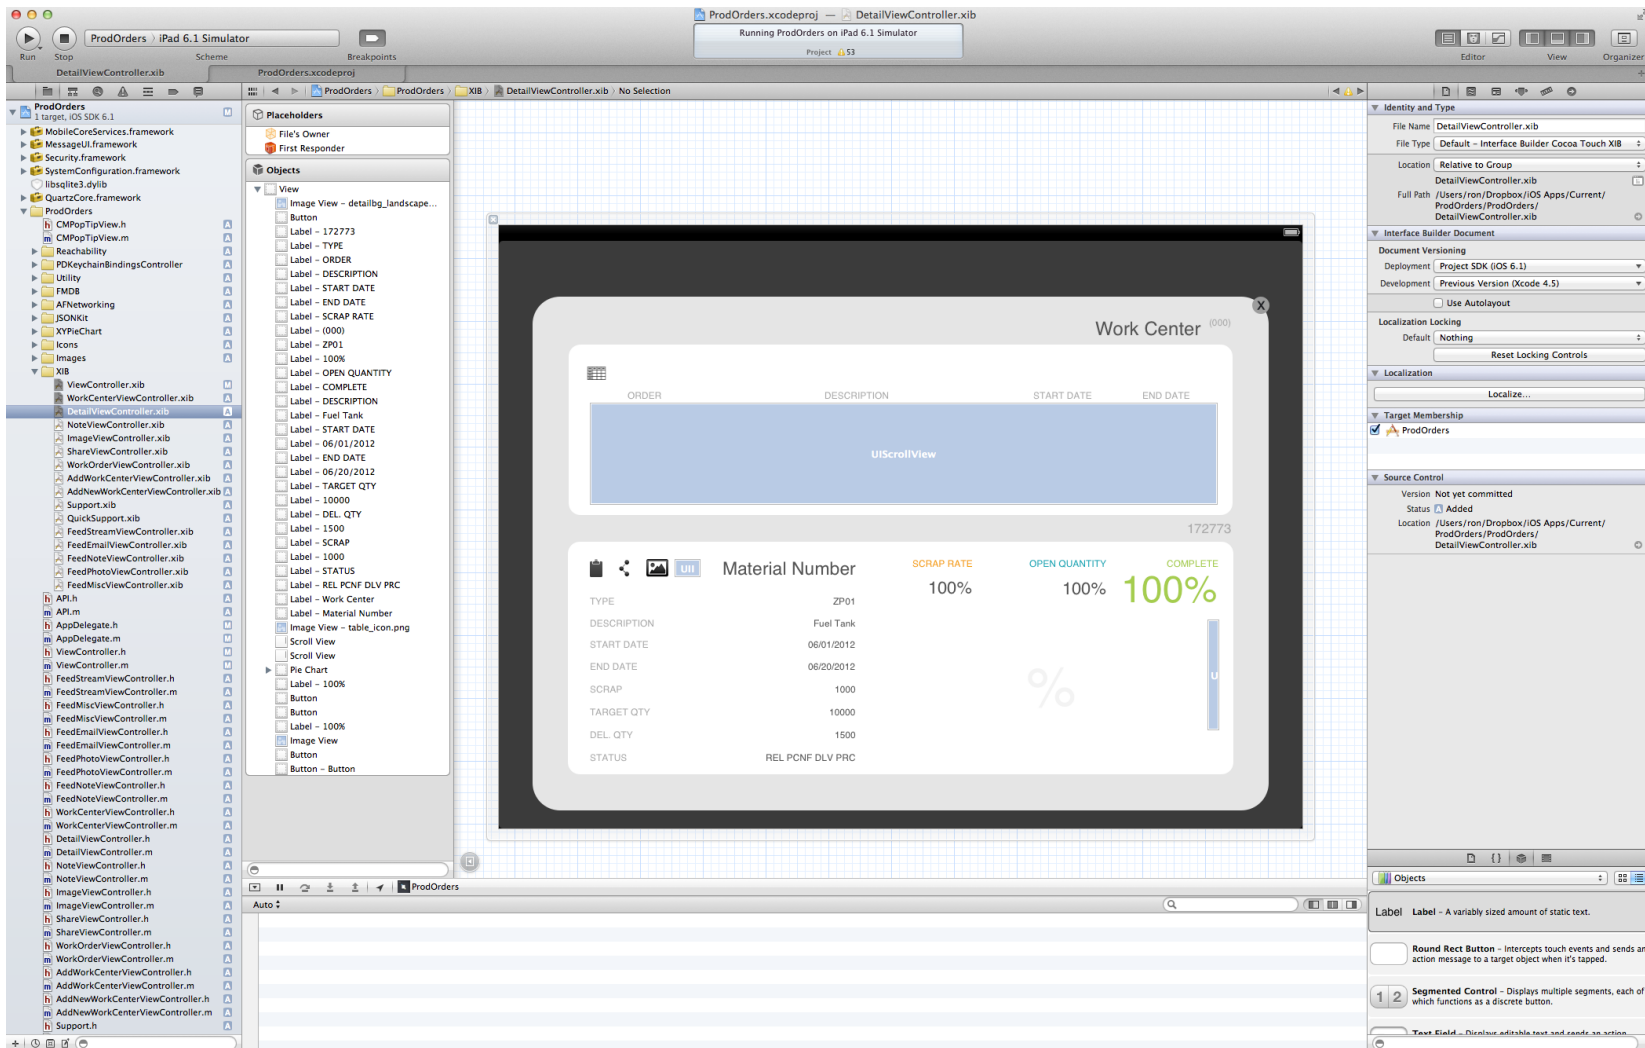 ProdOrders.xcodeproj — DetailViewController.xib
ProdOrders › iPad 6.1 Simulator
Running ProdOrders on iPad 6.1 Simulator
Project 53
Run Stop Scheme Breakpoints Editor View Organizer
DetailViewController.xib ProdOrders.xcodeproj
ProdOrders
1 target, iOS SDK 6.1
M
MobileCoreServices.framework
MessageUI.framework
Security.framework
SystemConfiguration.framework
libsqlite3.dylib
QuartzCore.framework
ProdOrders
CMPopTipView.h A
CMPopTipView.m A
Reachability A
PDKeychainBindingsController A
Utility A
FMDB A
AFNetworking A
JSONKit A
XYPieChart A
Icons A
Images A
XIB
ViewController.xib M
WorkCenterViewController.xib A
DetailViewController.xib A
NoteViewController.xib A
ImageViewController.xib A
ShareViewController.xib A
WorkOrderViewController.xib A
AddWorkCenterViewController.xib A
AddNewWorkCenterViewController.xib A
Support.xib A
QuickSupport.xib A
FeedStreamViewController.xib A
FeedEmailViewController.xib A
FeedNoteViewController.xib A
FeedPhotoViewController.xib A
FeedMiscViewController.xib A
API.h A
API.m A
AppDelegate.h M
AppDelegate.m M
ViewController.h M
ViewController.m M
FeedStreamViewController.h A
FeedStreamViewController.m A
FeedMiscViewController.h A
FeedMiscViewController.m A
FeedEmailViewController.h A
FeedEmailViewController.m A
FeedPhotoViewController.h A
FeedPhotoViewController.m A
FeedNoteViewController.h A
FeedNoteViewController.m A
WorkCenterViewController.h A
WorkCenterViewController.m A
DetailViewController.h A
DetailViewController.m A
NoteViewController.h A
NoteViewController.m A
ImageViewController.h A
ImageViewController.m A
ShareViewController.h A
ShareViewController.m A
WorkOrderViewController.h A
WorkOrderViewController.m A
AddWorkCenterViewController.h A
AddWorkCenterViewController.m A
AddNewWorkCenterViewController.h A
AddNewWorkCenterViewController.m A
Support.h A
ProdOrders › ProdOrders › XIB › DetailViewController.xib › No Selection
Placeholders
File's Owner
First Responder
Objects
View
Image View – detailbg_landscape...
Button
Label – 172773
Label – TYPE
Label – ORDER
Label – DESCRIPTION
Label – START DATE
Label – END DATE
Label – SCRAP RATE
Label – (000)
Label – ZP01
Label – 100%
Label – OPEN QUANTITY
Label – COMPLETE
Label – DESCRIPTION
Label – Fuel Tank
Label – START DATE
Label – 06/01/2012
Label – END DATE
Label – 06/20/2012
Label – TARGET QTY
Label – 10000
Label – DEL. QTY
Label – 1500
Label – SCRAP
Label – 1000
Label – STATUS
Label – REL PCNF DLV PRC
Label – Work Center
Label – Material Number
Image View – table_icon.png
Scroll View
Scroll View
Pie Chart
Label – 100%
Button
Button
Label – 100%
Image View
Button
Button – Button
X
Work Center (000)
ORDER DESCRIPTION START DATE END DATE
UIScrollView
172773
UII Material Number SCRAP RATE OPEN QUANTITY COMPLETE
100% 100% 100%
TYPE ZP01
DESCRIPTION Fuel Tank
START DATE 06/01/2012
END DATE 06/20/2012
SCRAP 1000
TARGET QTY 10000
DEL. QTY 1500
STATUS REL PCNF DLV PRC
%
U
ProdOrders
Auto
Identity and Type
File Name DetailViewController.xib
File Type Default – Interface Builder Cocoa Touch XIB
Location Relative to Group
DetailViewController.xib
Full Path /Users/ron/Dropbox/iOS Apps/Current/
ProdOrders/ProdOrders/
DetailViewController.xib
Interface Builder Document
Document Versioning
Deployment Project SDK (iOS 6.1)
Development Previous Version (Xcode 4.5)
Use Autolayout
Localization Locking
Default Nothing
Reset Locking Controls
Localization
Localize...
Target Membership
ProdOrders
Source Control
Version Not yet committed
Status A Added
Location /Users/ron/Dropbox/iOS Apps/Current/
ProdOrders/ProdOrders/
DetailViewController.xib
{}
Objects
Label Label – A variably sized amount of static text.
Round Rect Button – Intercepts touch events and sends an
action message to a target object when it's tapped.
1 2 Segmented Control – Displays multiple segments, each of
which functions as a discrete button.
Text Field – Displays editable text and sends an action